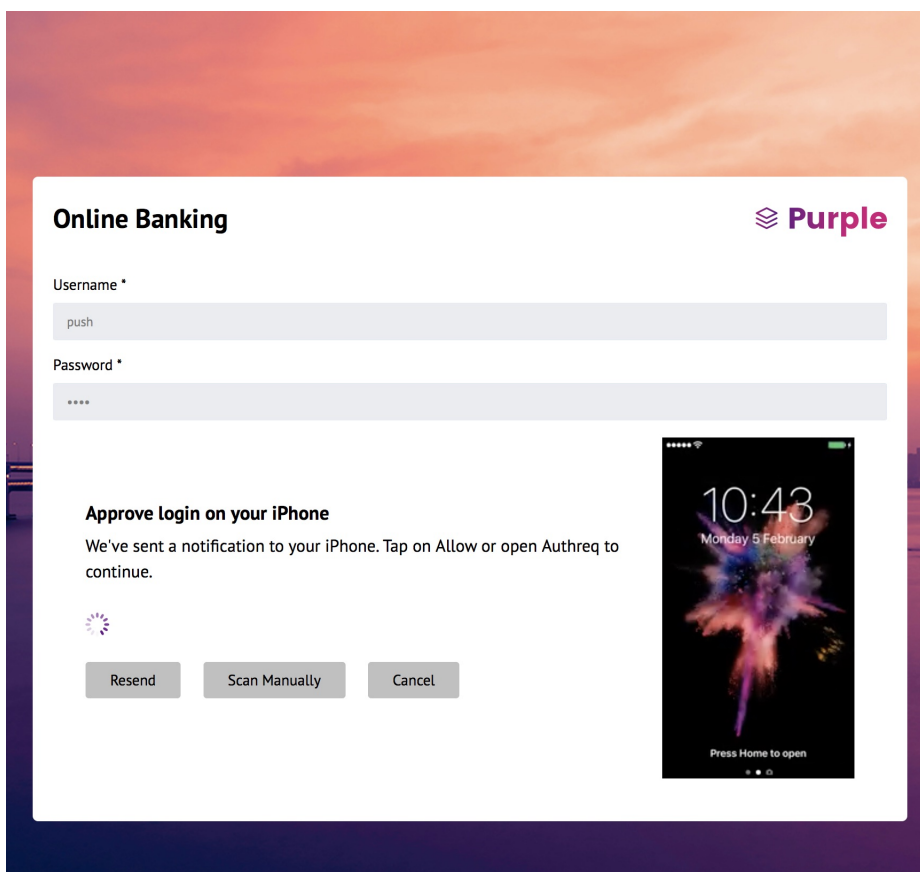 Online Banking
Purple
Username *
push
Password *
••••
Approve login on your iPhone
We've sent a notification to your iPhone. Tap on Allow or open Authreq to
continue.
Resend
Scan Manually
Cancel
10:43
Monday 5 February
Press Home to open